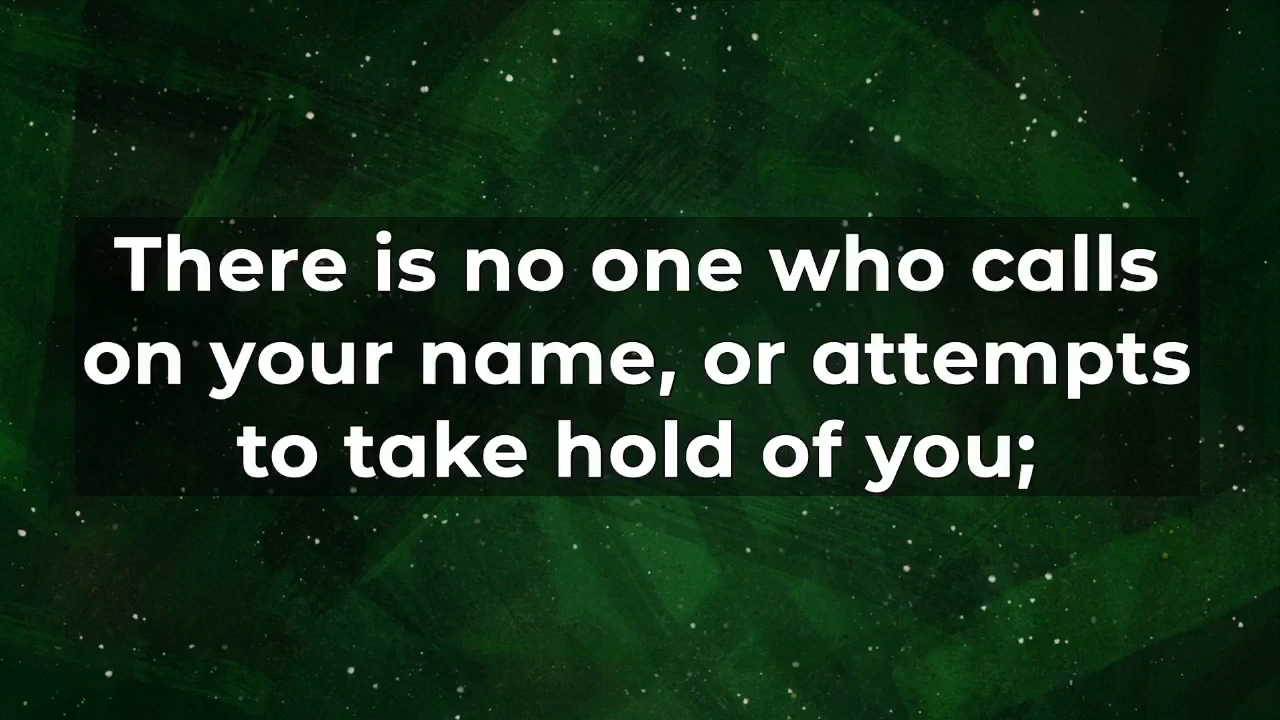 There is no one who calls
on your name, or attempts
to take hold of you;